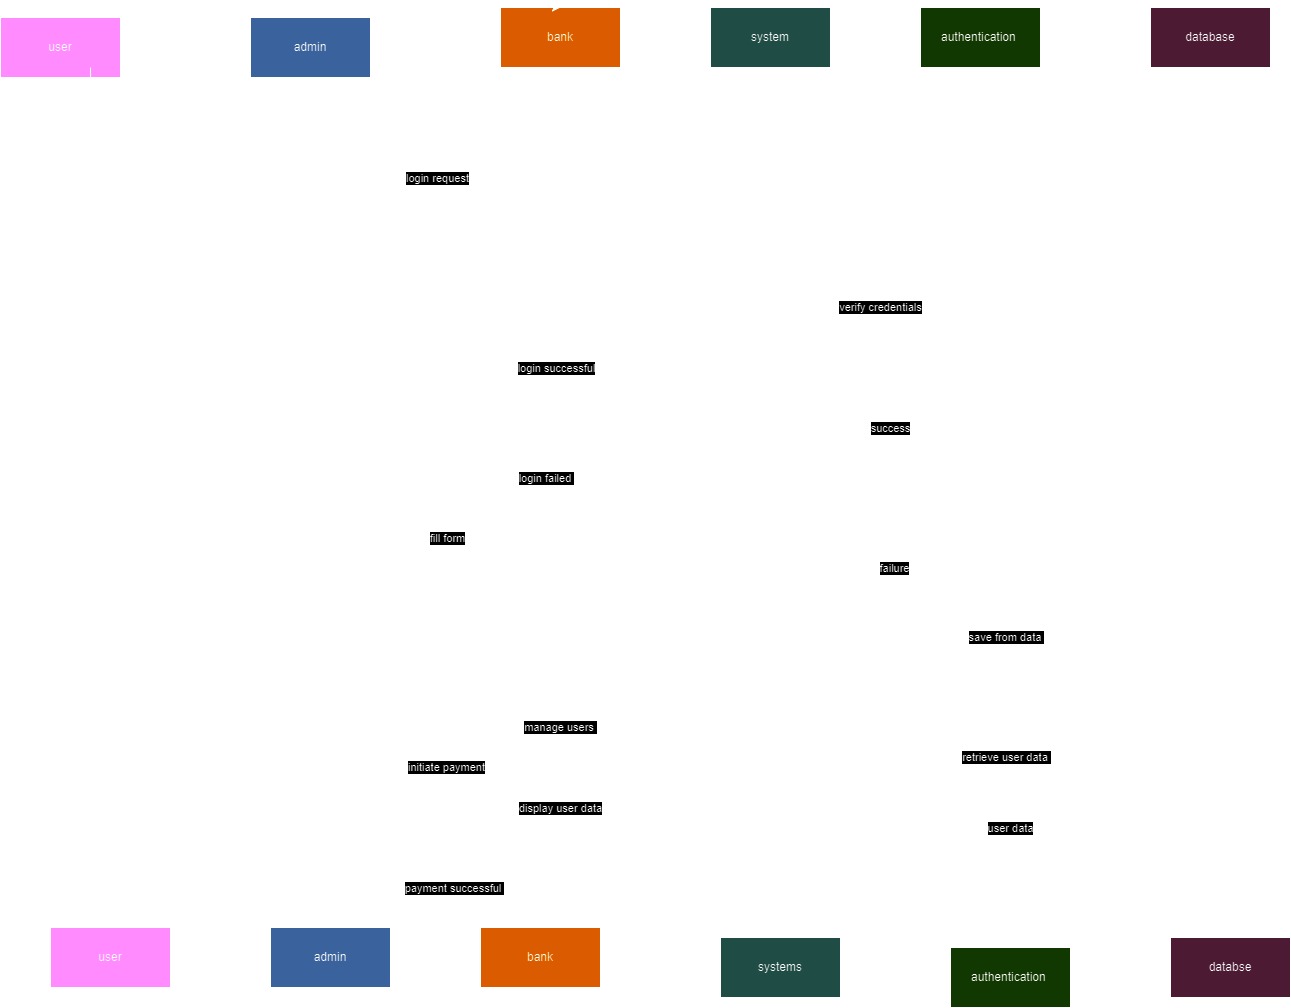 user
admin
bank
system
authentication
database
login request
verify credentials
login successful
success
login failed
fill form
failure
save from data
manage users
retrieve user data
initiate payment
display user data
user data
payment successful
user
admin
bank
systems
authentication
databse